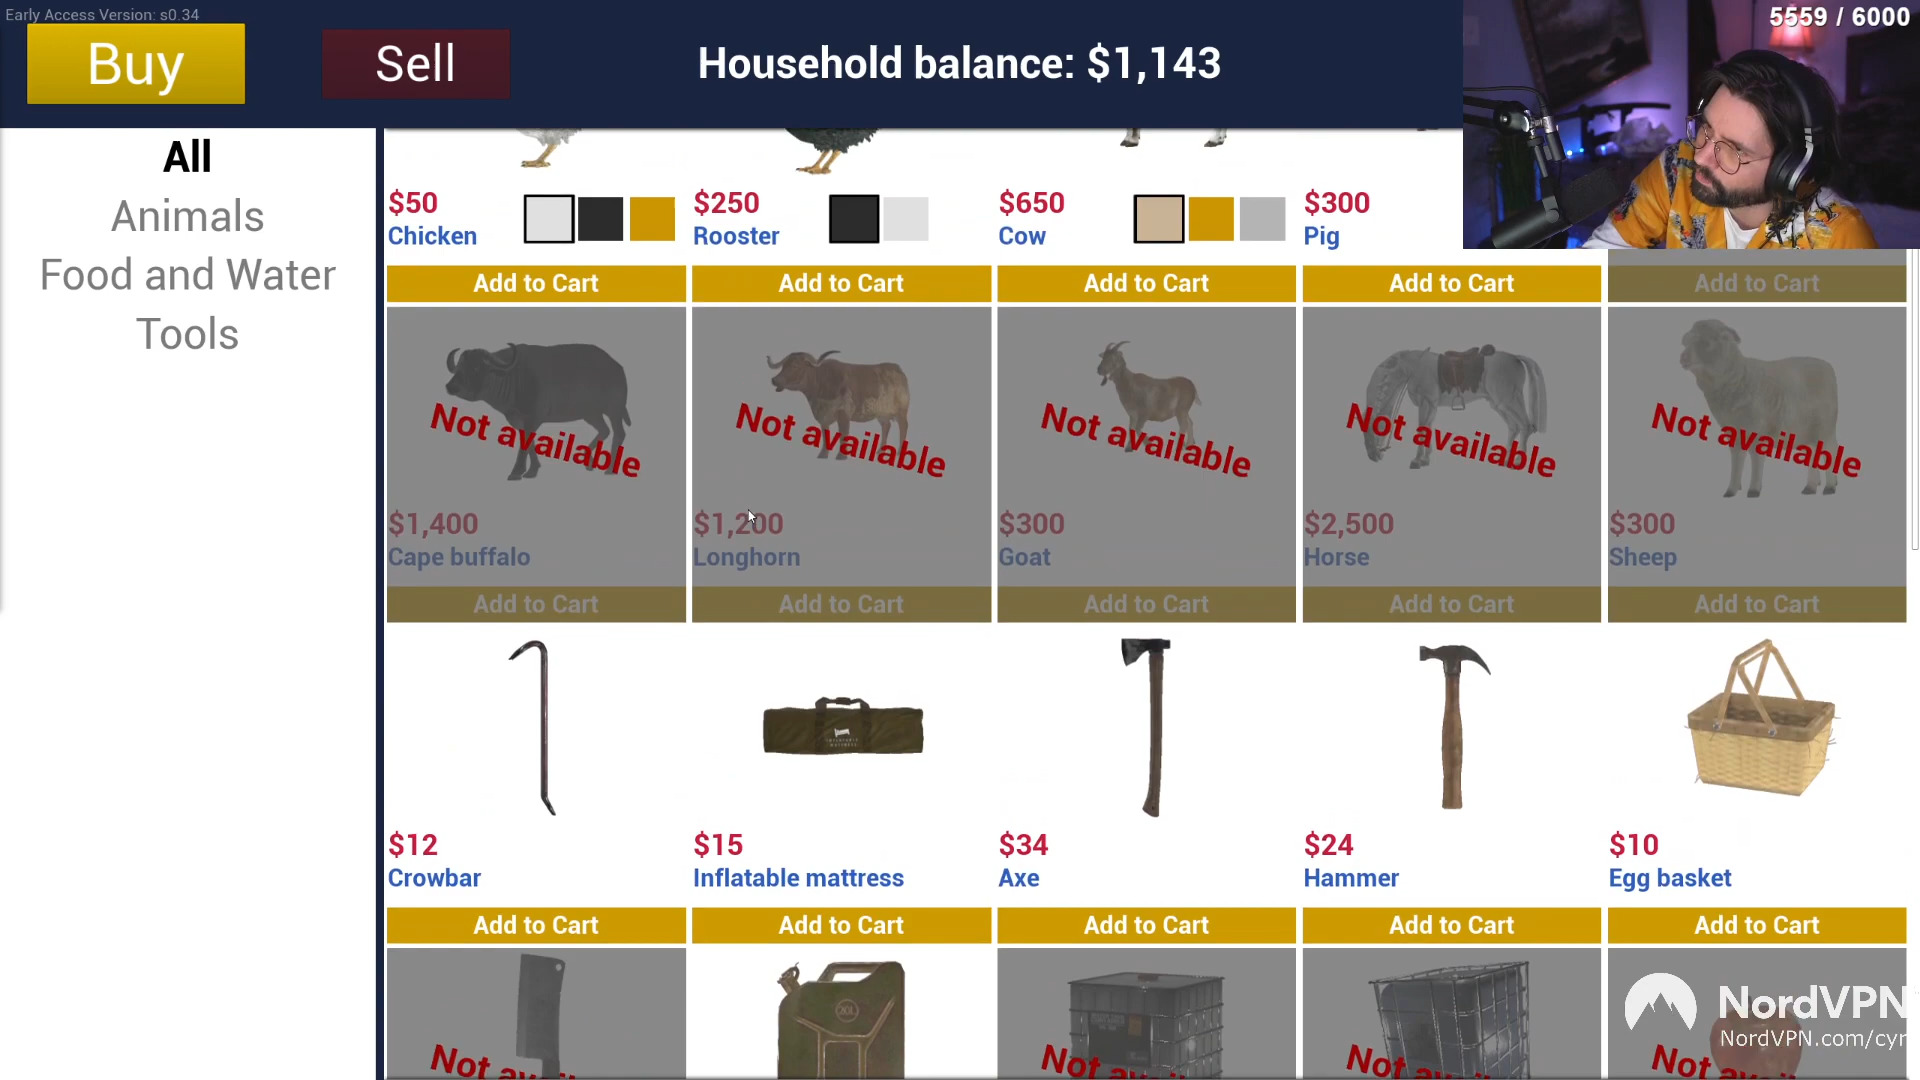 Early Access Version: s0.34
5559 / 6000
Buy
Sell
Household balance: $1,143
All
Animals
Food and Water
Tools
$50
Chicken
$250
Rooster
$650
Cow
$300
Pig
Add to Cart
Add to Cart
Add to Cart
Add to Cart
Add to Cart
Not available
Not available
Not available
Not available
Not available
$1,400
Cape buffalo
$1,200
Longhorn
$300
Goat
$2,500
Horse
$300
Sheep
Add to Cart
Add to Cart
Add to Cart
Add to Cart
Add to Cart
$12
Crowbar
$15
Inflatable mattress
$34
Axe
$24
Hammer
$10
Egg basket
Add to Cart
Add to Cart
Add to Cart
Add to Cart
Add to Cart
20L
Not
Not
Not
Not
NordVPN
NordVPN.com/cyr